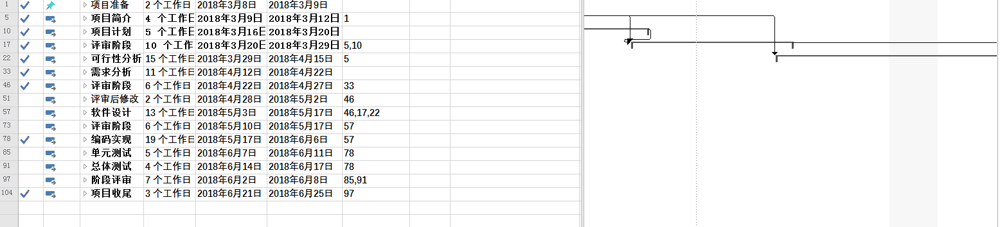 1 项目准备 2 个工作日 2018年3月8日 2018年3月9日
5 项目简介 4 个工作日 2018年3月9日 2018年3月12日 1
10 项目计划 5 个工作日 2018年3月16日 2018年3月20日
17 评审阶段 10 个工作 2018年3月20日 2018年3月29日 5,10
22 可行性分析 15 个工作日 2018年3月29日 2018年4月15日 5
33 需求分析 11 个工作日 2018年4月12日 2018年4月22日
46 评审阶段 6 个工作日 2018年4月22日 2018年4月27日 33
51 评审后修改 2 个工作日 2018年4月28日 2018年5月2日 46
57 软件设计 13 个工作日 2018年5月3日 2018年5月17日 46,17,22
73 评审阶段 6 个工作日 2018年5月10日 2018年5月17日 57
78 编码实现 19 个工作日 2018年5月17日 2018年6月6日 57
85 单元测试 5 个工作日 2018年6月7日 2018年6月11日 78
91 总体测试 4 个工作日 2018年6月14日 2018年6月17日 78
97 阶段评审 7 个工作日 2018年6月2日 2018年6月8日 85,91
104 项目收尾 3 个工作日 2018年6月21日 2018年6月25日 97